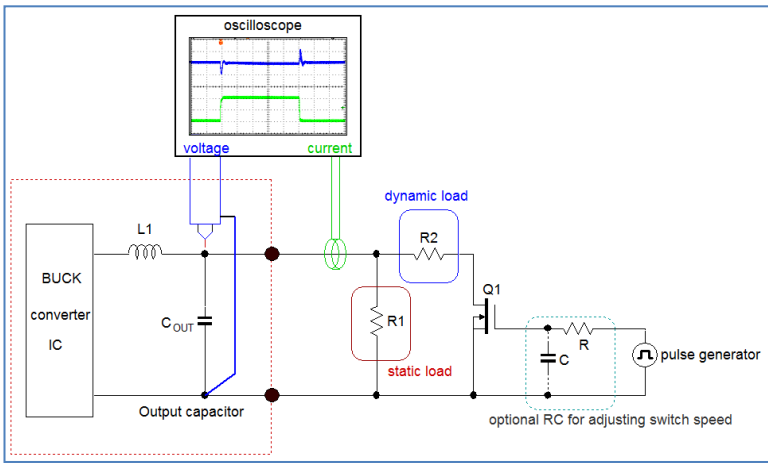 oscilloscope
voltage
current
dynamic load
L1
R2
Q1
BUCK
converter
IC
COUT
R1
R
C
pulse generator
static load
Output capacitor
optional RC for adjusting switch speed